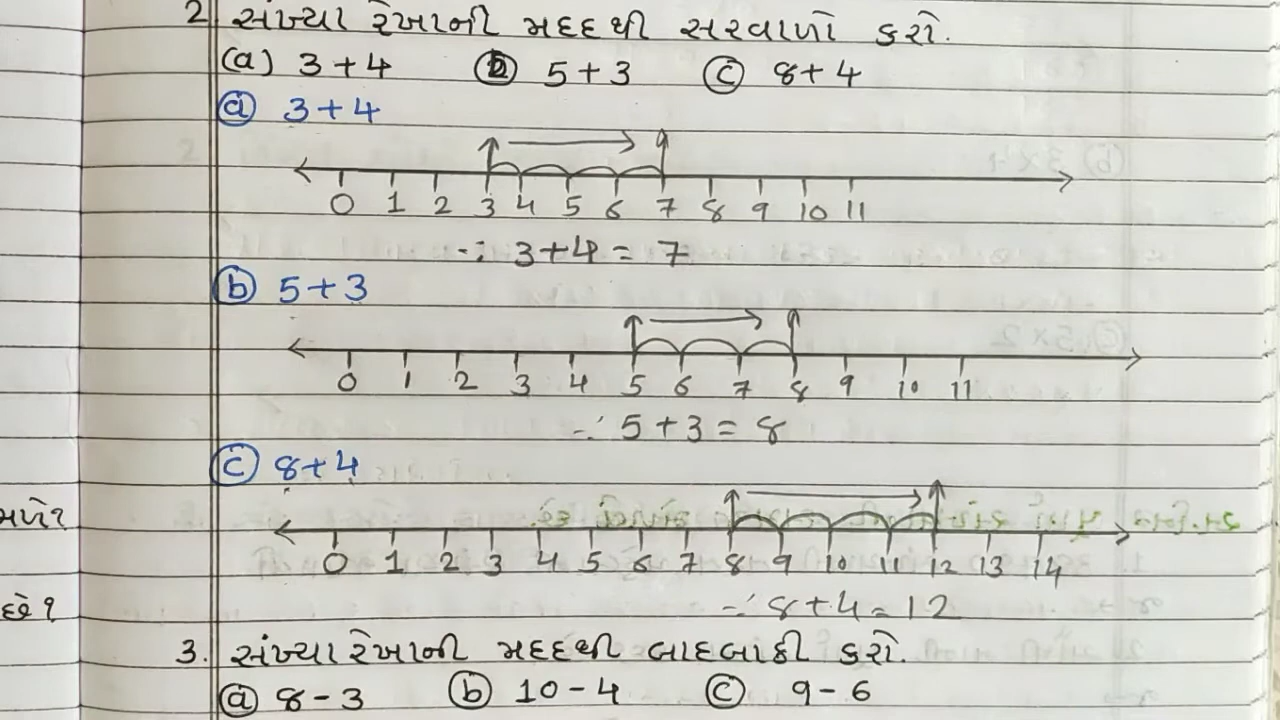 2. સંખ્યા રેખાની મદદથી સરવાળો કરો.
(a) 3+4 (b) 5+3 (c) 8+4
(a) 3+4
0 1 2 3 4 5 6 7 8 9 10 11
∴ 3+4 = 7
(b) 5+3
0 1 2 3 4 5 6 7 8 9 10 11
∴ 5+3 = 8
(c) 8+4
0 1 2 3 4 5 6 7 8 9 10 11 12 13 14
∴ 8+4 = 12
3. સંખ્યારેખાની મદદથી બાદબાકી કરો.
(a) 8-3 (b) 10-4 (c) 9-6